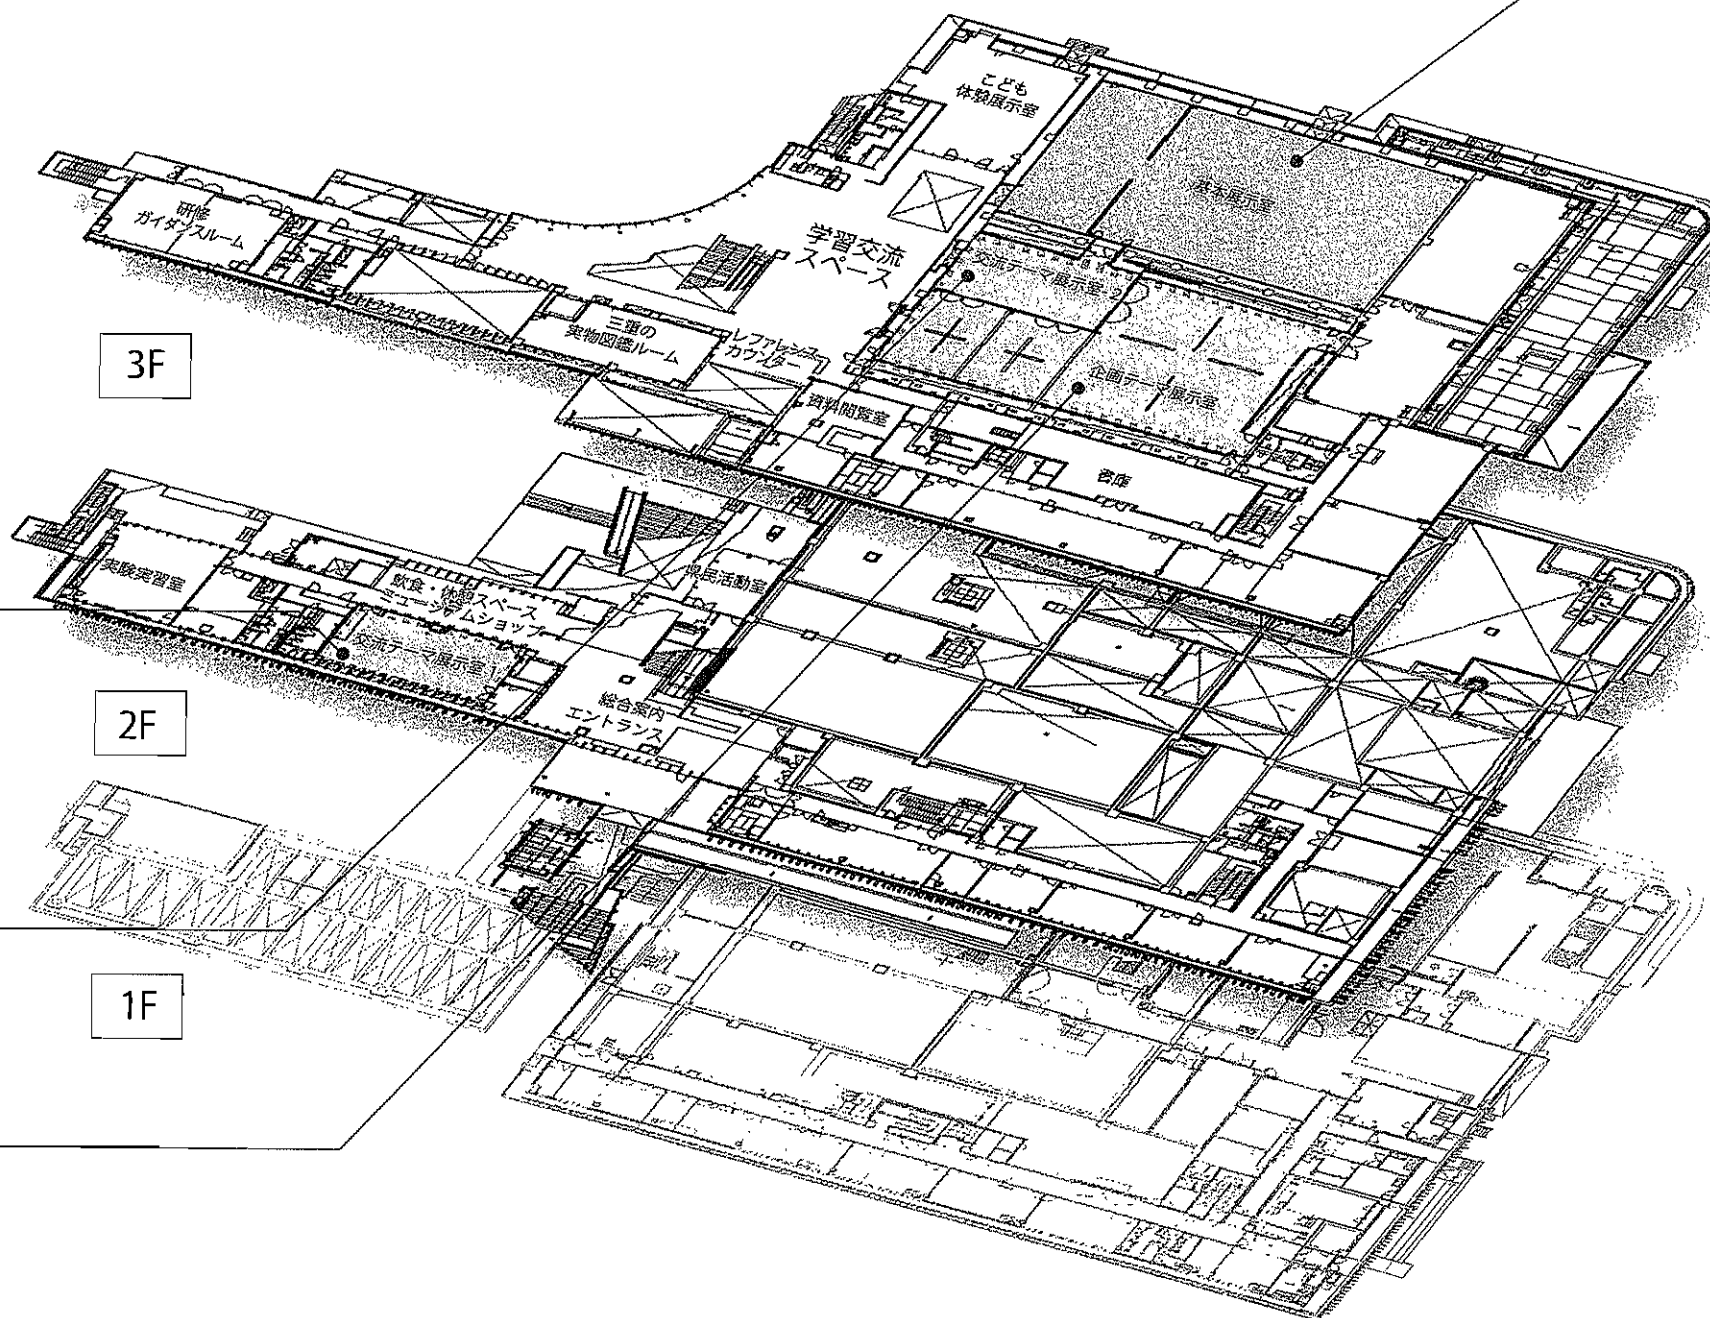 こども
体験展示室
基本展示室
研修
ガイダンスルーム
学習交流
スペース
交流テーマ展示室
三重の
実物図鑑ルーム
レファレンス
カウンター
企画テーマ展示室
資料閲覧室
書庫
3F
実験実習室
飲食・休憩スペース
ミュージアムショップ
県民活動室
交流テーマ展示室
総合案内
エントランス
2F
1F